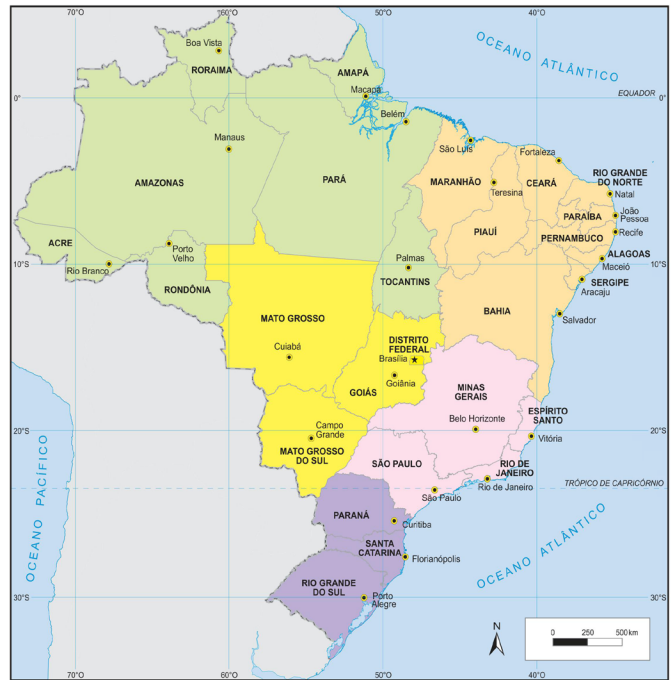 70°O
60°O
50°O
40°O
OCEANO ATLÂNTICO
Boa Vista
RORAIMA
AMAPÁ
Macapá
EQUADOR
0°
0°
Belém
Manaus
São Luís
Fortaleza
AMAZONAS
PARÁ
MARANHÃO
Teresina
CEARÁ
RIO GRANDE
DO NORTE
Natal
ACRE
Porto
Velho
PIAUÍ
PARAÍBA
João
Pessoa
PERNAMBUCO
Recife
Rio Branco
10°S
10°S
Palmas
TOCANTINS
ALAGOAS
Maceió
RONDÔNIA
SERGIPE
Aracaju
MATO GROSSO
BAHIA
Salvador
Cuiabá
DISTRITO
FEDERAL
Brasília
GOIÁS
Goiânia
MINAS
GERAIS
Campo
Grande
Belo Horizonte
ESPÍRITO
SANTO
Vitória
20°S
20°S
MATO GROSSO
DO SUL
SÃO PAULO
RIO DE
JANEIRO
Rio de Janeiro
São Paulo
TRÓPICO DE CAPRICÓRNIO
OCEANO PACÍFICO
PARANÁ
Curitiba
OCEANO ATLÂNTICO
SANTA
CATARINA
Florianópolis
RIO GRANDE
DO SUL
Porto
Alegre
30°S
30°S
N
0 250 500 km
70°O
60°O
50°O
40°O